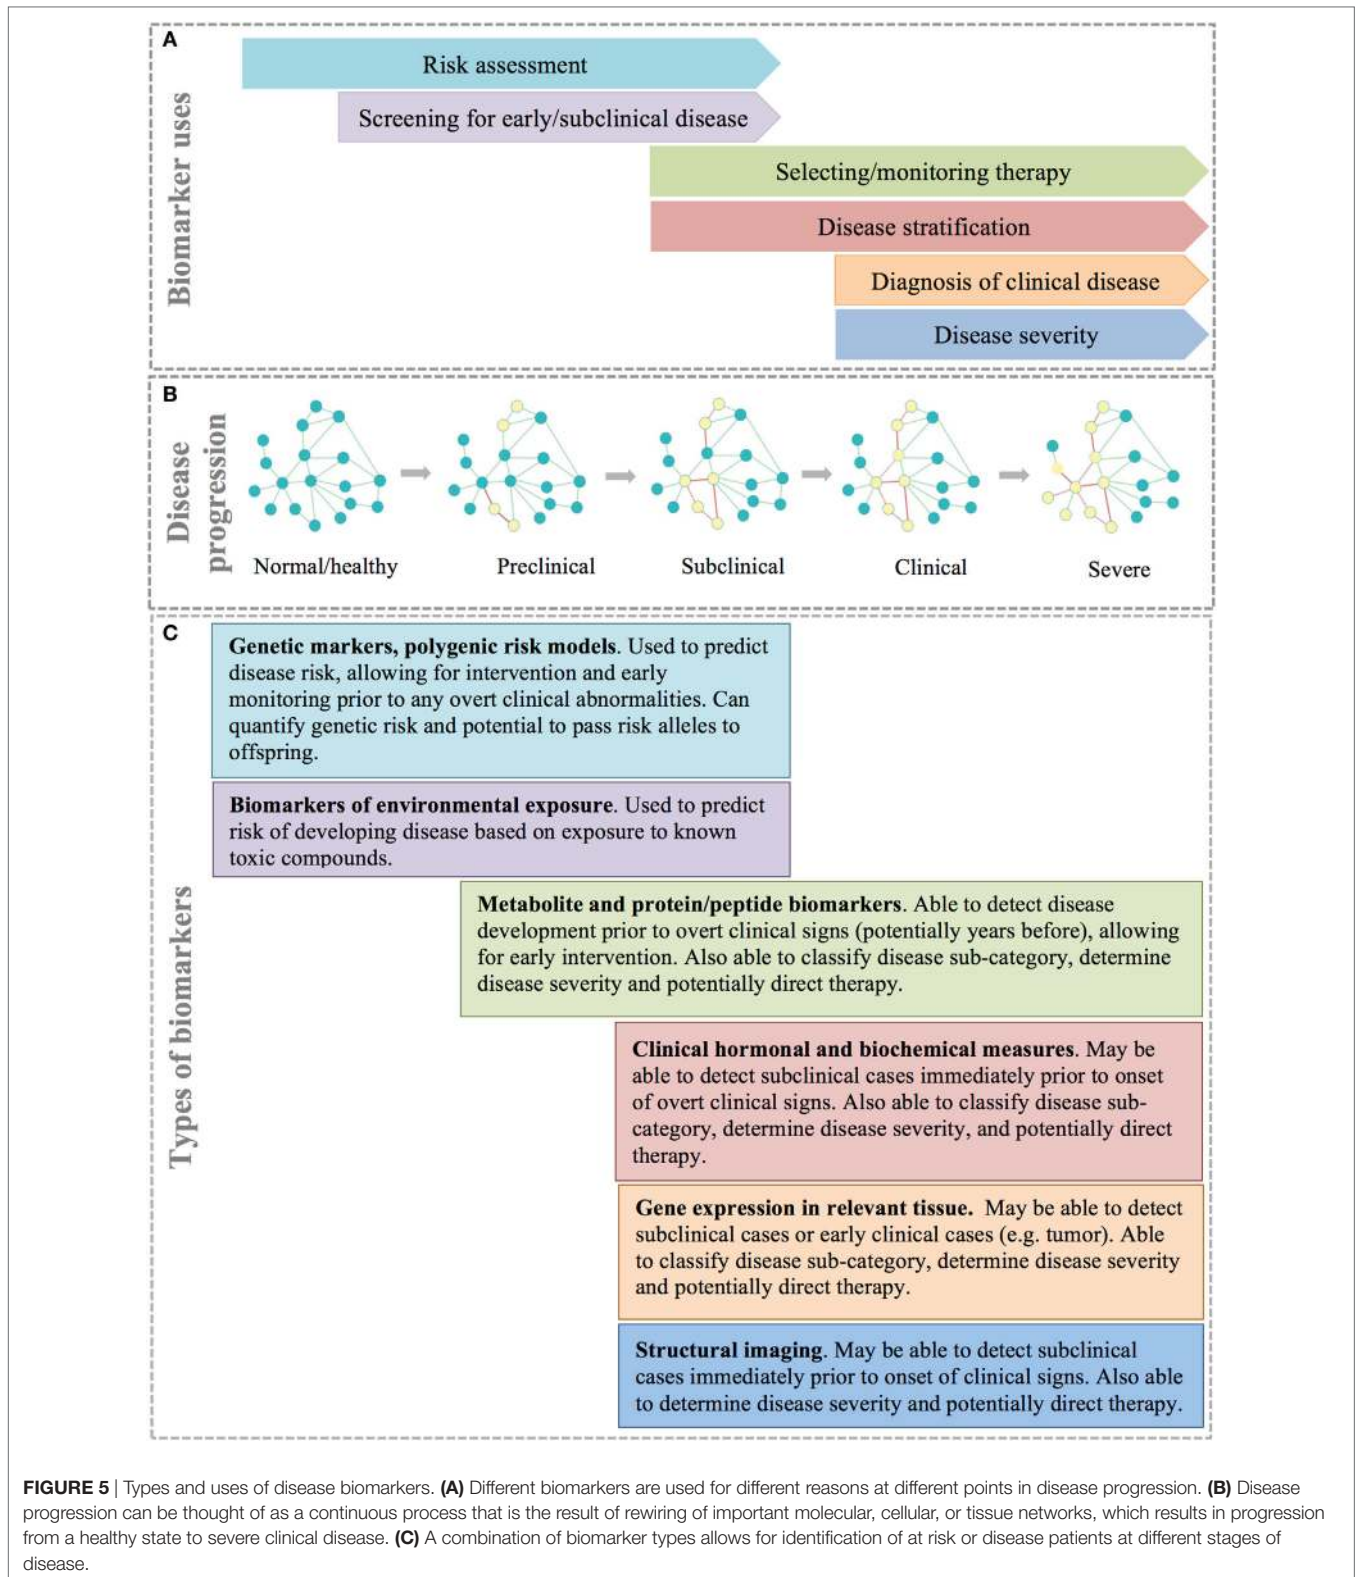 A
Biomarker uses
Risk assessment
Screening for early/subclinical disease
Selecting/monitoring therapy
Disease stratification
Diagnosis of clinical disease
Disease severity
B
Disease
progression
Normal/healthy
Preclinical
Subclinical
Clinical
Severe
C
Types of biomarkers
Genetic markers, polygenic risk models. Used to predict
disease risk, allowing for intervention and early
monitoring prior to any overt clinical abnormalities. Can
quantify genetic risk and potential to pass risk alleles to
offspring.
Biomarkers of environmental exposure. Used to predict
risk of developing disease based on exposure to known
toxic compounds.
Metabolite and protein/peptide biomarkers. Able to detect disease
development prior to overt clinical signs (potentially years before), allowing
for early intervention. Also able to classify disease sub-category, determine
disease severity and potentially direct therapy.
Clinical hormonal and biochemical measures. May be
able to detect subclinical cases immediately prior to onset
of overt clinical signs. Also able to classify disease sub-
category, determine disease severity, and potentially direct
therapy.
Gene expression in relevant tissue. May be able to detect
subclinical cases or early clinical cases (e.g. tumor). Able
to classify disease sub-category, determine disease severity
and potentially direct therapy.
Structural imaging. May be able to detect subclinical
cases immediately prior to onset of clinical signs. Also able
to determine disease severity and potentially direct therapy.
FIGURE 5 | Types and uses of disease biomarkers. (A) Different biomarkers are used for different reasons at different points in disease progression. (B) Disease
progression can be thought of as a continuous process that is the result of rewiring of important molecular, cellular, or tissue networks, which results in progression
from a healthy state to severe clinical disease. (C) A combination of biomarker types allows for identification of at risk or disease patients at different stages of
disease.